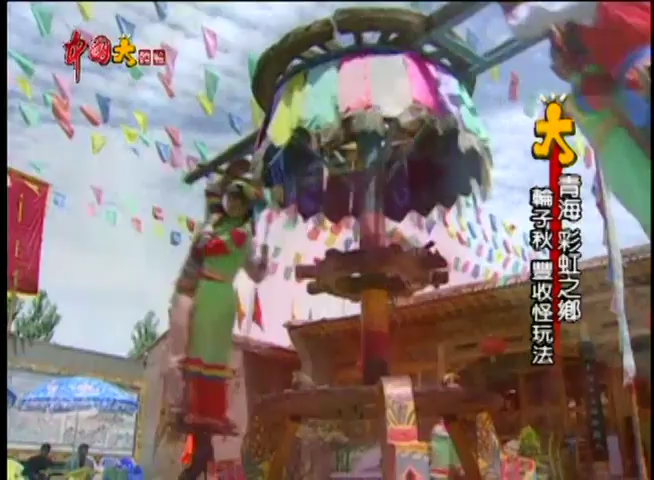 中國大
大
青海 彩虹之鄉
輪子秋 豐收怪玩法